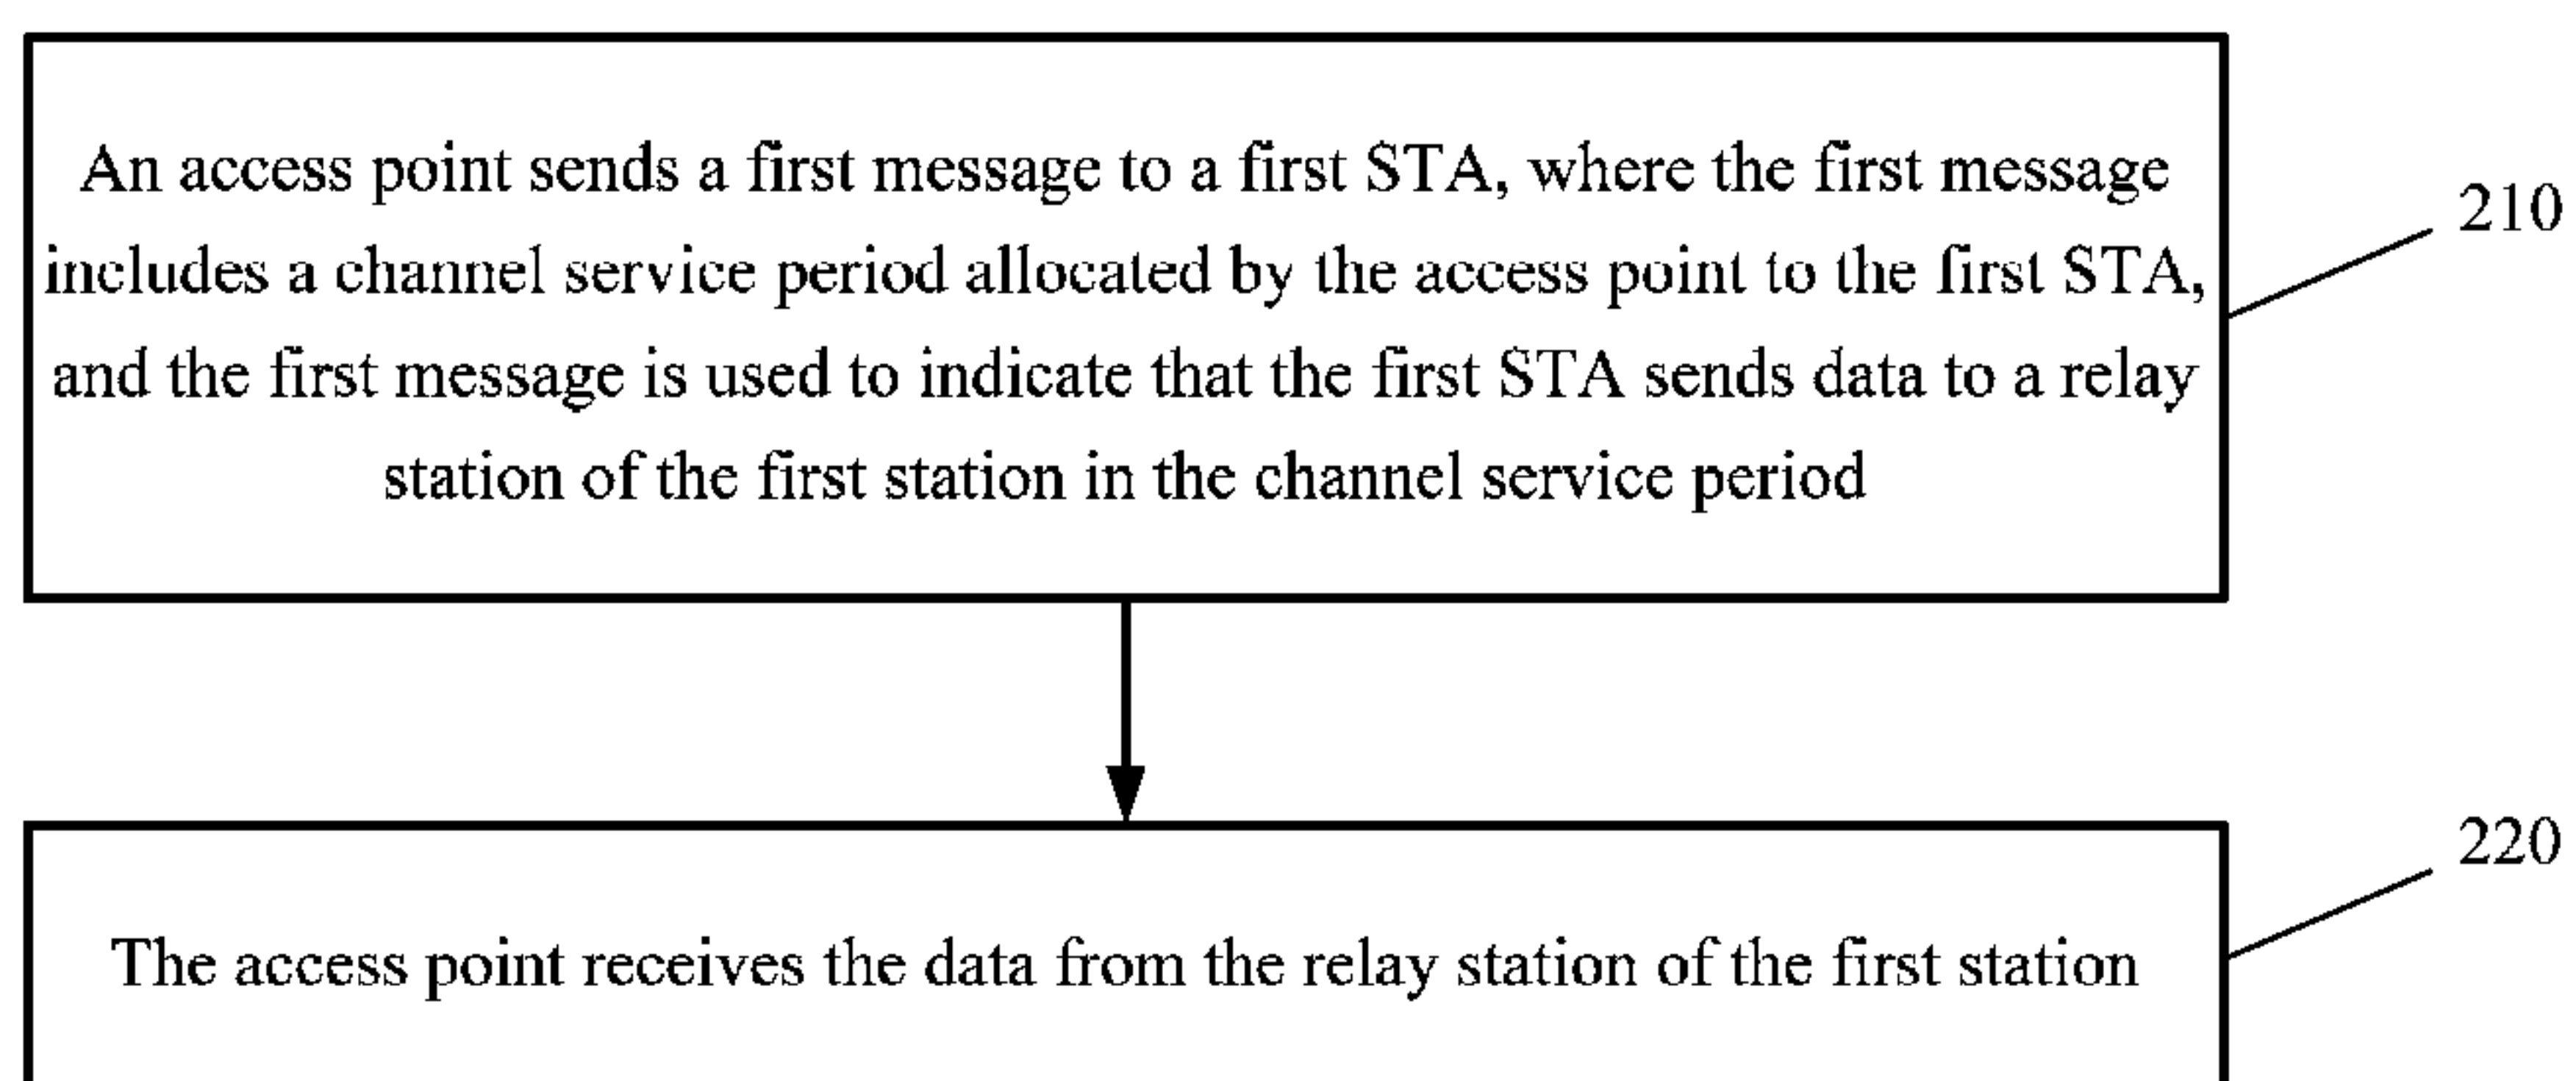 An access point sends a first message to a first STA, where the first message
includes a channel service period allocated by the access point to the first STA,
and the first message is used to indicate that the first STA sends data to a relay
station of the first station in the channel service period
210
The access point receives the data from the relay station of the first station
220